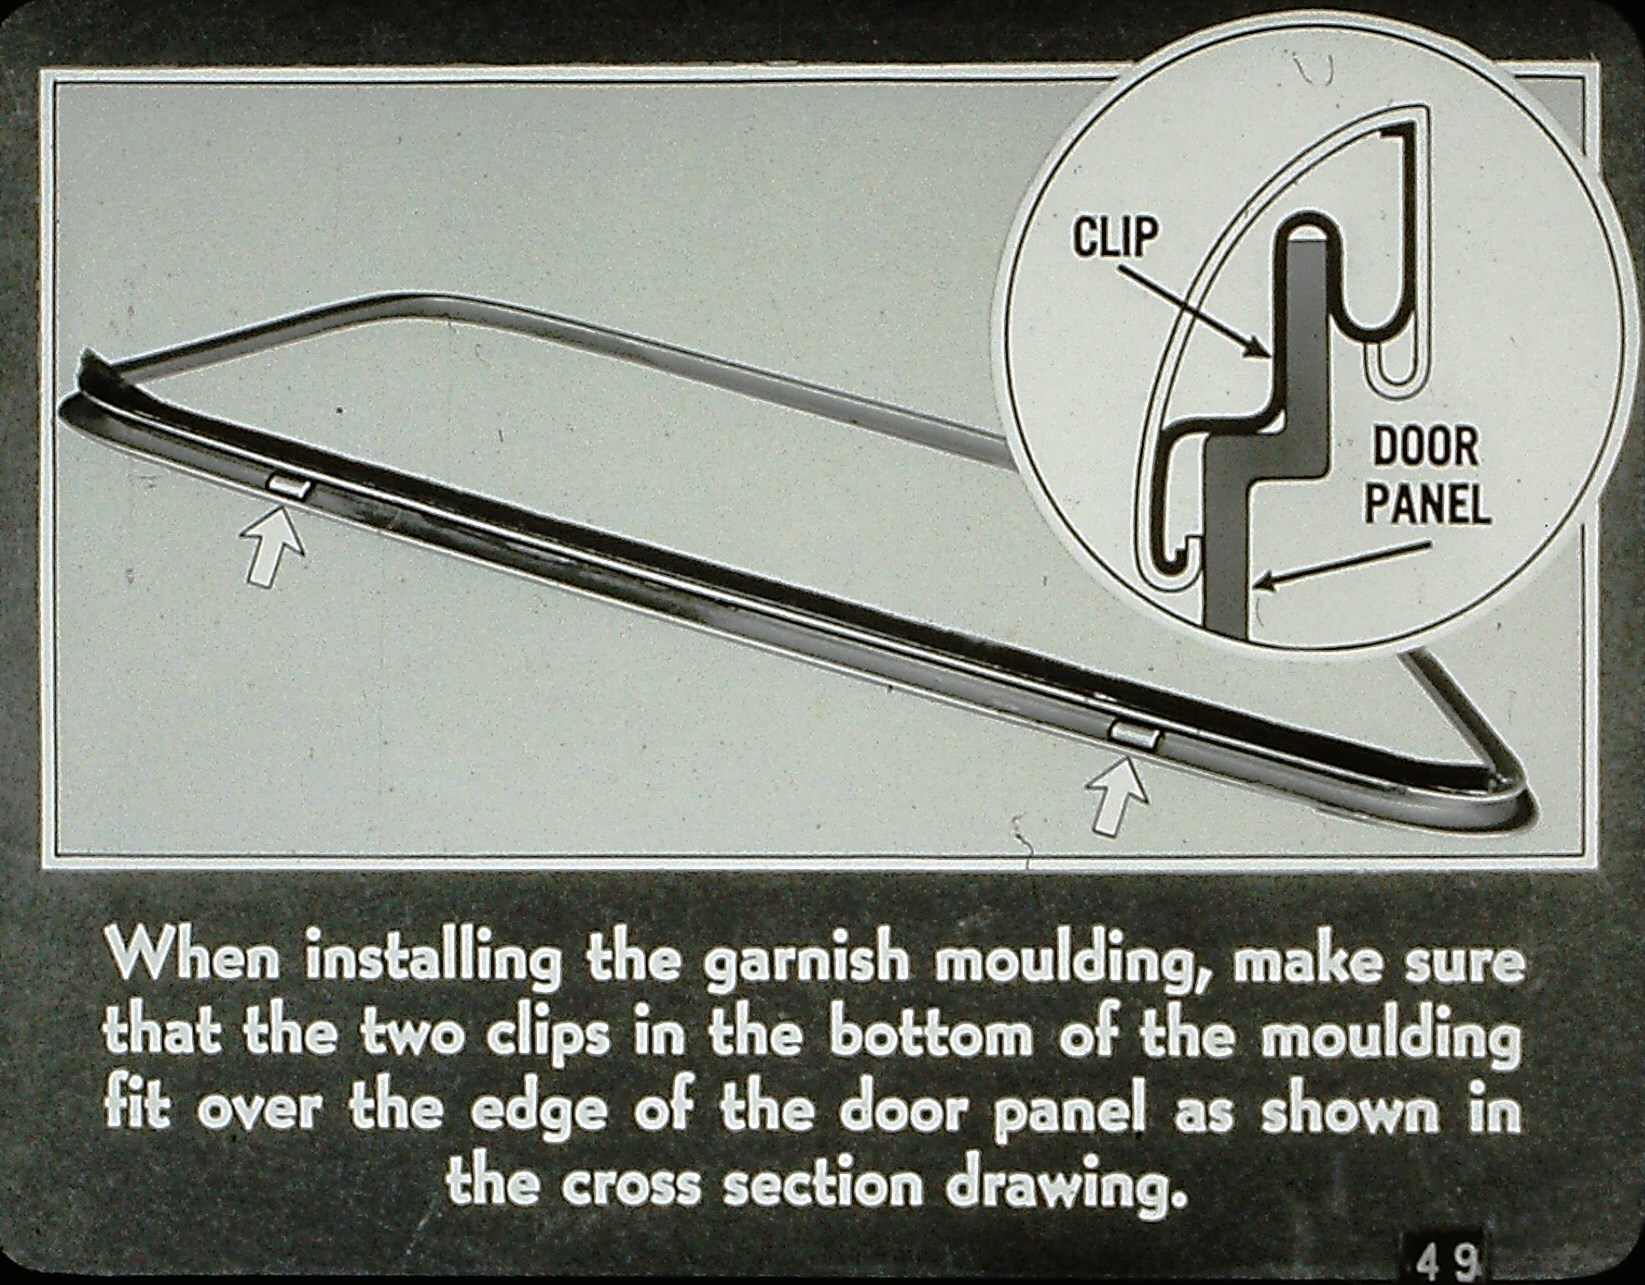 CLIP
DOOR
PANEL
When installing the garnish moulding, make sure
that the two clips in the bottom of the moulding
fit over the edge of the door panel as shown in
the cross section drawing.
49